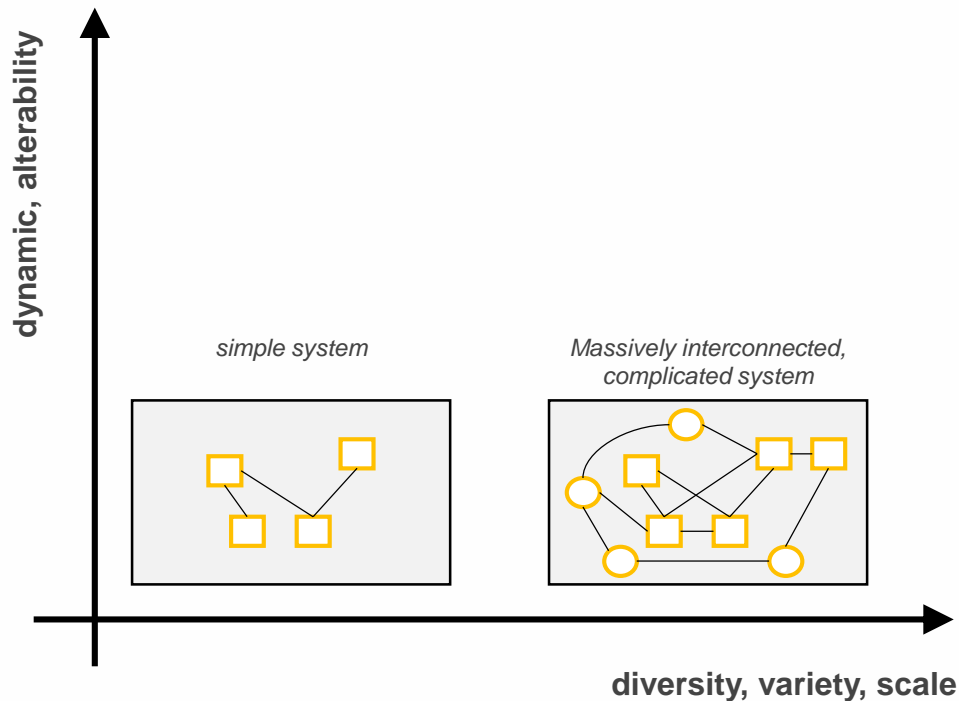 dynamic, alterability
simple system
Massively interconnected,
complicated system
diversity, variety, scale